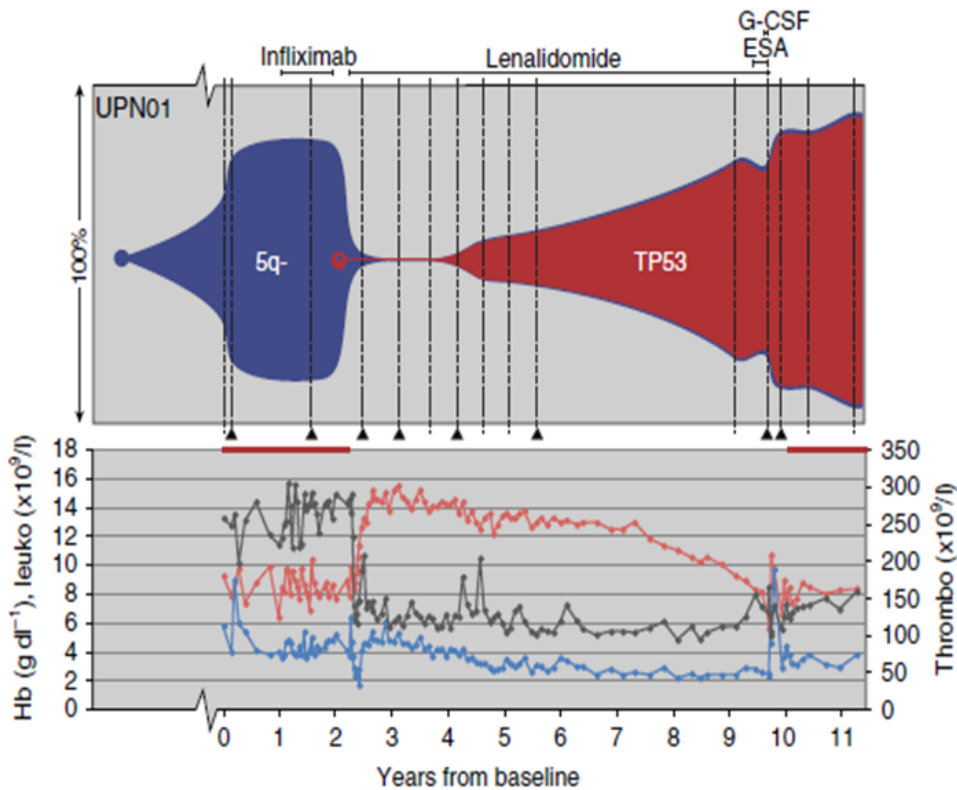 G-CSF
ESA
Infliximab
Lenalidomide
UPN01
100%
5q-
TP53
Hb (g dl⁻¹), leuko (x10⁹/l)
18
16
14
12
10
8
6
4
2
0
350
300
250
200
150
100
50
0
Thrombo (x10⁹/l)
0 1 2 3 4 5 6 7 8 9 10 11
Years from baseline